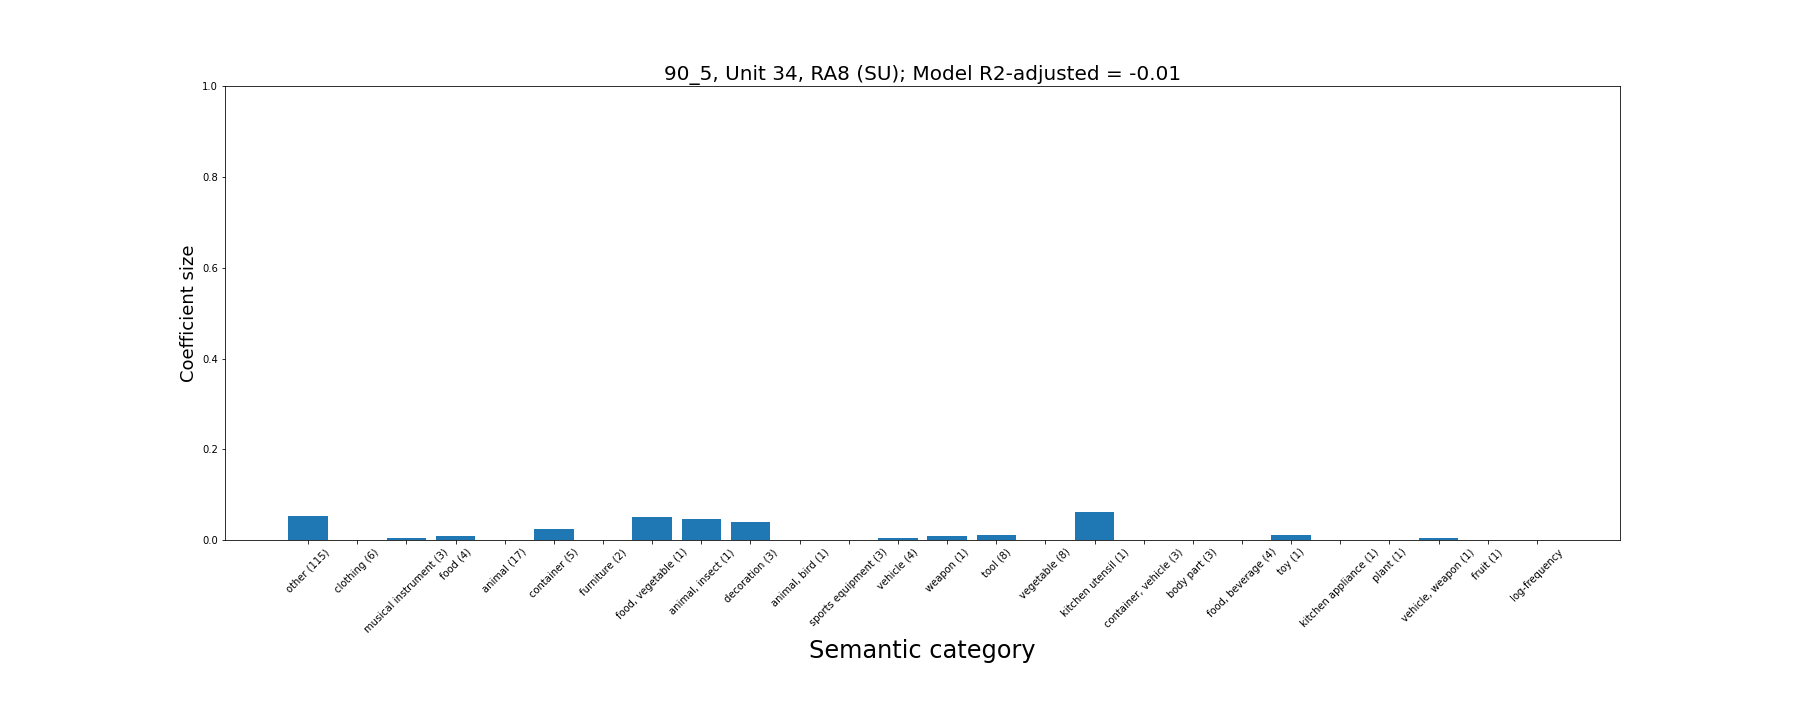 90_5, Unit 34, RA8 (SU); Model R2-adjusted = -0.01
Coefficient size
1.0
0.8
0.6
0.4
0.2
0.0
other (115)
clothing (6)
musical instrument (3)
food (4)
animal (17)
container (5)
furniture (2)
food, vegetable (1)
animal, insect (1)
decoration (3)
animal, bird (1)
sports equipment (3)
vehicle (4)
weapon (1)
tool (8)
vegetable (8)
kitchen utensil (1)
container, vehicle (3)
body part (3)
food, beverage (4)
toy (1)
kitchen appliance (1)
plant (1)
vehicle, weapon (1)
fruit (1)
log-frequency
Semantic category